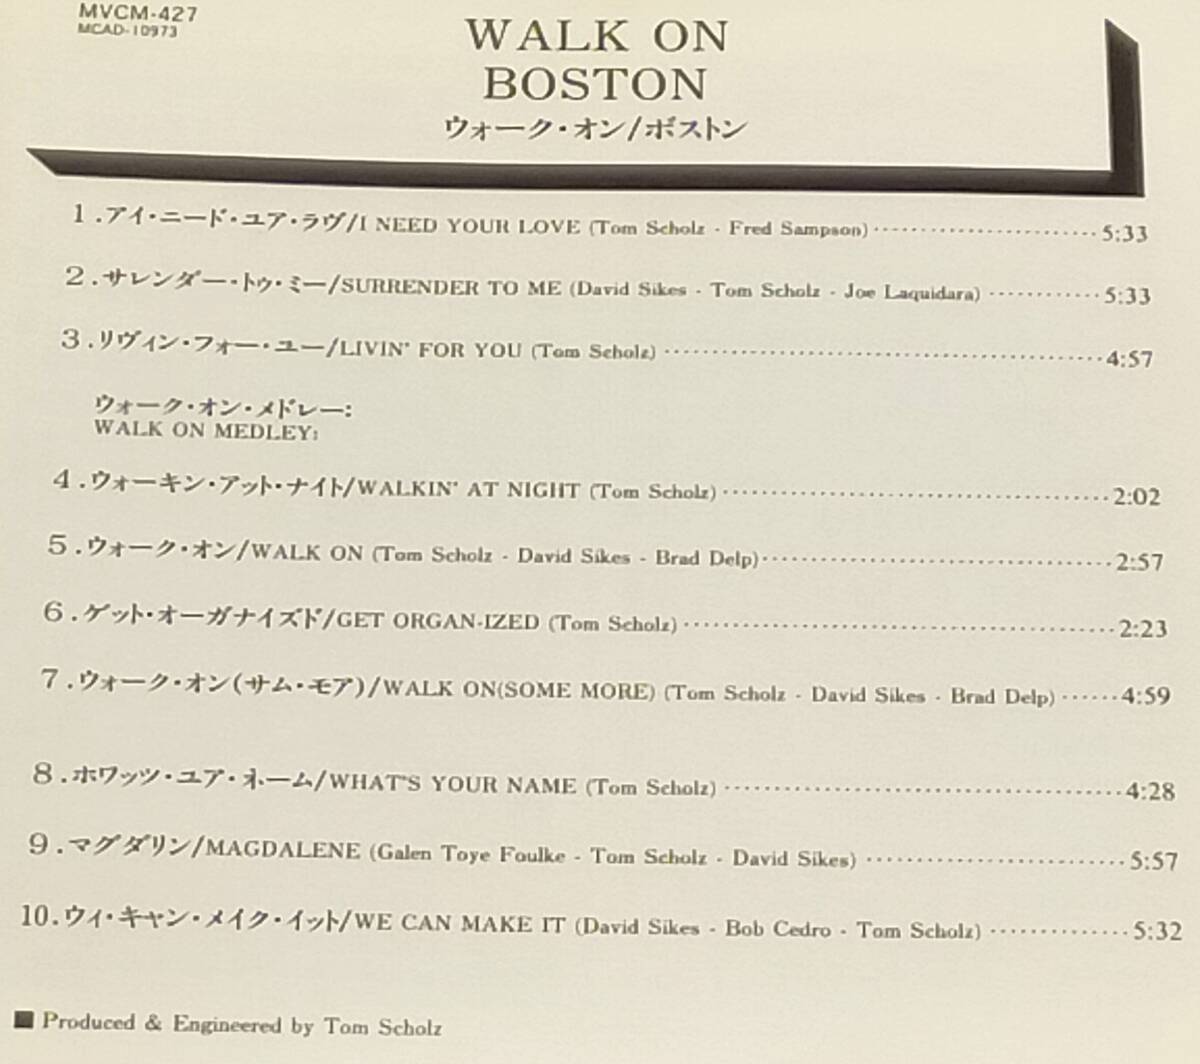 MVCM-427
MCAD-10973
WALK ON
BOSTON
ウォーク・オン/ボストン
1.アイ・ニード・ユア・ラヴ/I NEED YOUR LOVE (Tom Scholz - Fred Sampson)························5:33
2.サレンダー・トゥ・ミー/SURRENDER TO ME (David Sikes - Tom Scholz - Joe Laquidara)············5:33
3.リヴィン・フォー・ユー/LIVIN' FOR YOU (Tom Scholz)················································4:57
ウォーク・オン・メドレー:
WALK ON MEDLEY:
4.ウォーキン・アット・ナイト/WALKIN' AT NIGHT (Tom Scholz)··········································2:02
5.ウォーク・オン/WALK ON (Tom Scholz - David Sikes - Brad Delp)······································2:57
6.ゲット・オーガナイズド/GET ORGAN-IZED (Tom Scholz)···············································2:23
7.ウォーク・オン(サム・モア)/WALK ON(SOME MORE) (Tom Scholz - David Sikes - Brad Delp)······4:59
8.ホワッツ・ユア・ネーム/WHAT'S YOUR NAME (Tom Scholz)···········································4:28
9.マグダリン/MAGDALENE (Galen Toye Foulke - Tom Scholz - David Sikes)····························5:57
10.ウィ・キャン・メイク・イット/WE CAN MAKE IT (David Sikes - Bob Cedro - Tom Scholz)···············5:32
■ Produced & Engineered by Tom Scholz